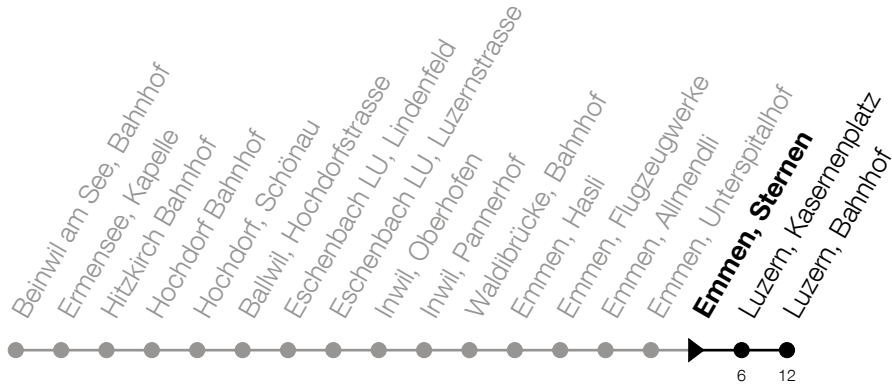 Beinwil am See, Bahnhof
Ermensee, Kapelle
Hitzkirch Bahnhof
Hochdorf Bahnhof
Hochdorf, Schönau
Ballwil, Hochdorfstrasse
Eschenbach LU, Lindenfeld
Eschenbach LU, Luzernstrasse
Inwil, Oberhofen
Inwil, Pannerhof
Waldibrücke, Bahnhof
Emmen, Hasli
Emmen, Flugzeugwerke
Emmen, Allmendli
Emmen, Unterspitalhof
Emmen, Sternen
Luzern, Kasernenplatz
Luzern, Bahnhof
6 12